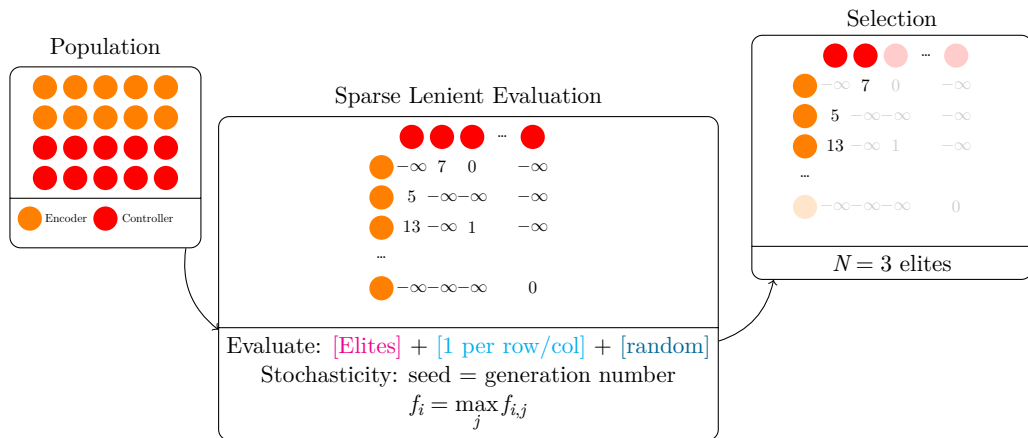 Population
Encoder Controller
Sparse Lenient Evaluation
...
−∞ 7 0 −∞
5 −∞ −∞ −∞
13 −∞ 1 −∞
...
−∞ −∞ −∞ 0
Evaluate: [Elites] + [1 per row/col] + [random]
Stochasticity: seed = generation number
f_i = max_j f_{i,j}
Selection
...
−∞ 7 0 −∞
5 −∞ −∞ −∞
13 −∞ 1 −∞
...
−∞ −∞ −∞ 0
N = 3 elites